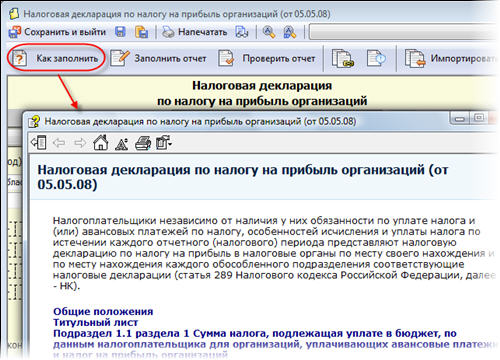 Налоговая декларация по налогу на прибыль организаций (от 05.05.08)
Сохранить и выйти Напечатать
Как заполнить Заполнить отчет Проверить отчет Импортировать
Налоговая декларация
по налогу на прибыль организаций
Налоговая декларация по налогу на прибыль организаций (от 05.05.08)
Налоговая декларация по налогу на прибыль организаций (от
05.05.08)
Налогоплательщики независимо от наличия у них обязанности по уплате налога и
(или) авансовых платежей по налогу, особенностей исчисления и уплаты налога по
истечении каждого отчетного (налогового) периода представляют налоговую
декларацию по налогу на прибыль в налоговые органы по месту своего нахождения и
по месту нахождения каждого обособленного подразделения соответствующие
налоговые декларации (статья 289 Налогового кодекса Российской Федерации, далее
- НК).
Общие положения
Титульный лист
Подраздел 1.1 раздела 1 Сумма налога, подлежащая уплате в бюджет, по
данным налогоплательщика для организаций, уплачивающих авансовые платежи
и налог на прибыль организаций